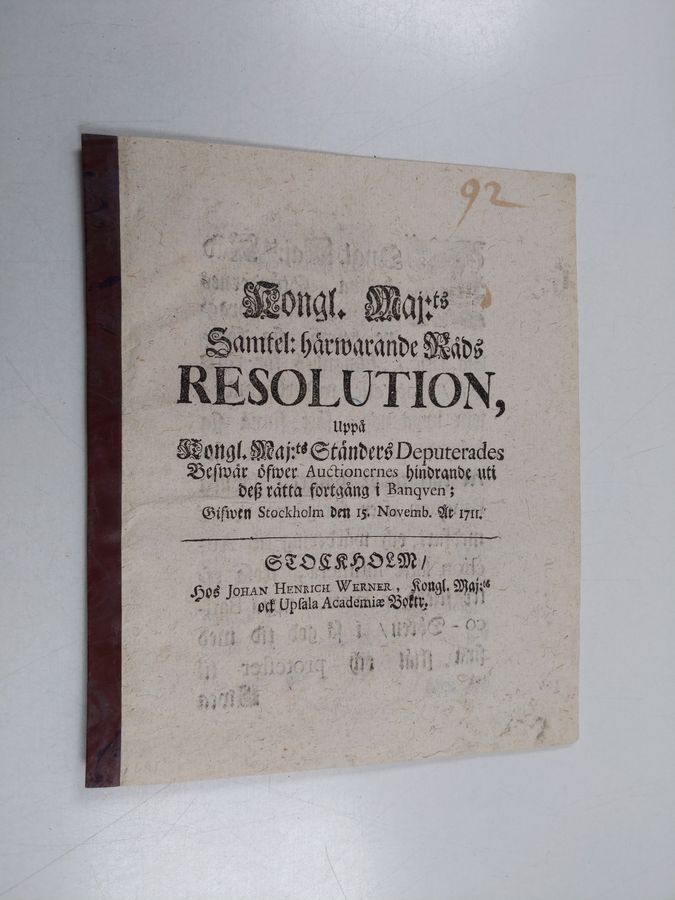 92
Kongl. Maj:ts
Samtel: härwarande Råds
RESOLUTION,
Uppå
Kongl. Maj:ts Ständers Deputerades
Beswär öfwer Auctionernes hindrande uti
deß rätta fortgång i Banqven;
Gifwen Stockholm den 15. Novemb. År 1711.
STOCKHOLM/
Hos JOHAN HENRICH WERNER, Kongl. Maj:ts
och Upsala Academiæ Boktr.